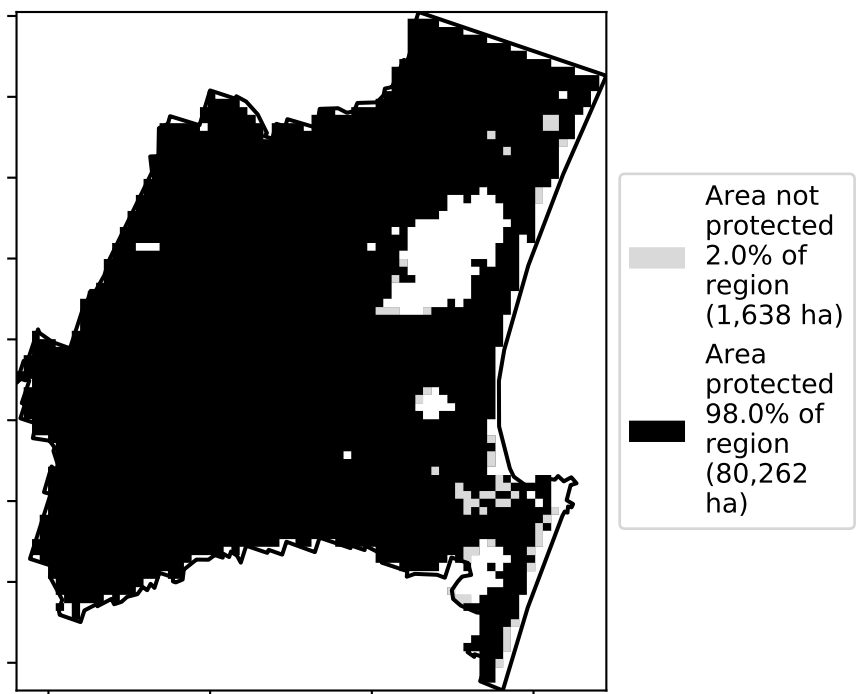 Area not
protected
2.0% of
region
(1,638 ha)
Area
protected
98.0% of
region
(80,262
ha)